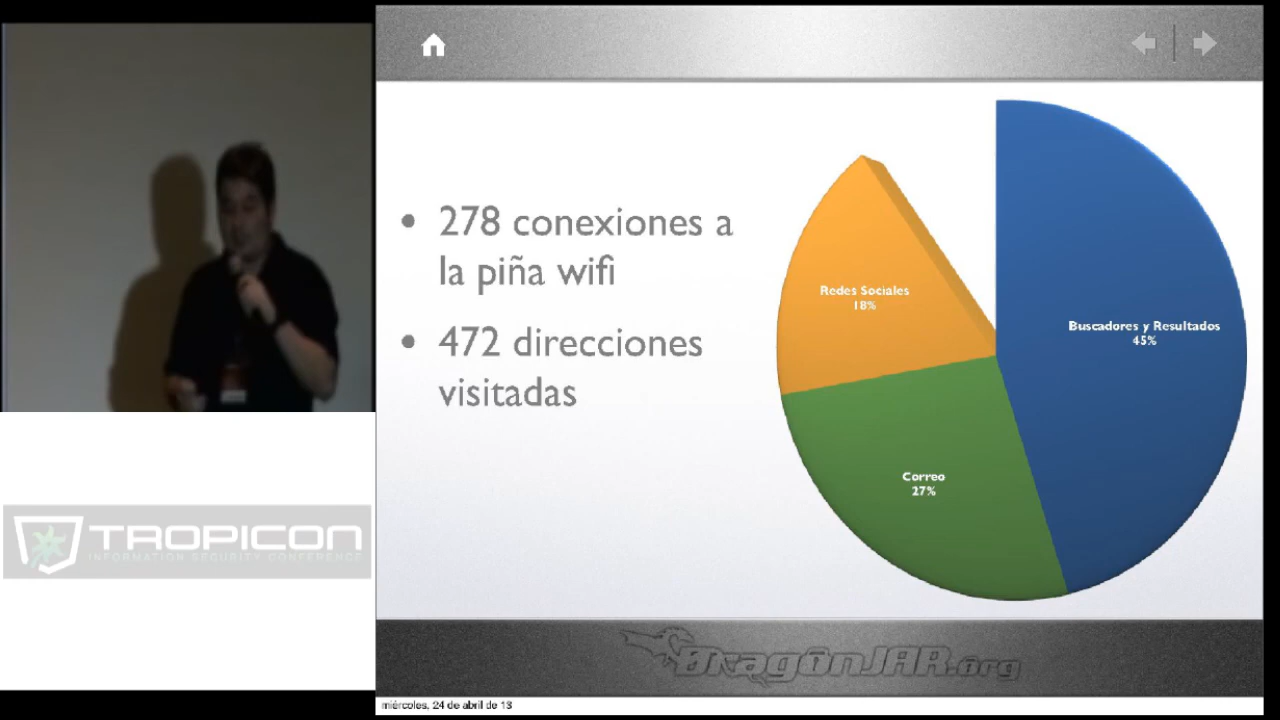 • 278 conexiones a
la piña wifi
• 472 direcciones
visitadas
Redes Sociales
18%
Buscadores y Resultados
45%
Correo
27%
TROPICON
INFORMATION SECURITY CONFERENCE
DragonJAR.org
miércoles, 24 de abril de 13